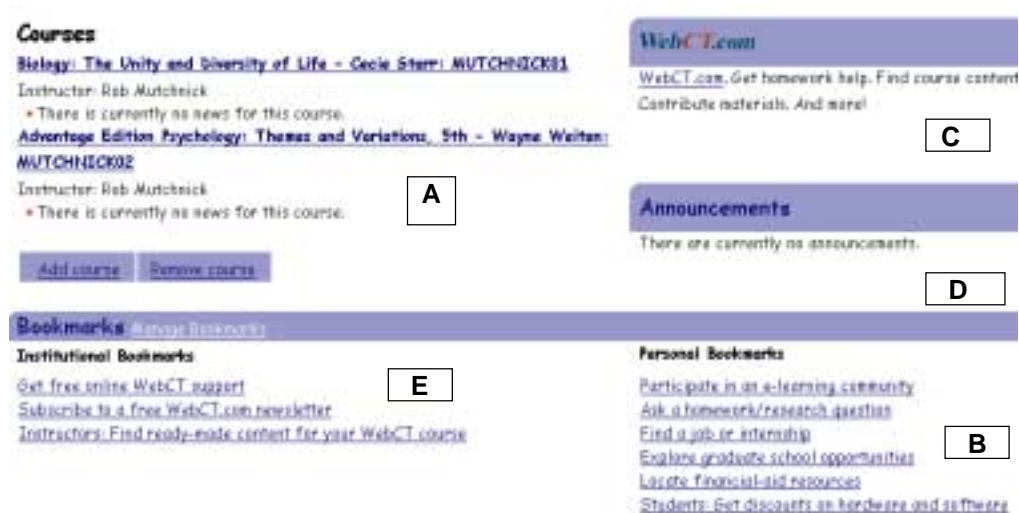 Courses
Biology: The Unity and Diversity of Life - Cecie Starr: MUTCHNICK01
Instructor: Rob Mutchnick
• There is currently no news for this course.
Advantage Edition Psychology: Themes and Variations, 5th - Wayne Weiten:
MUTCHNICK02
Instructor: Rob Mutchnick
• There is currently no news for this course.
A
Add course Remove course
WebCT.com
WebCT.com. Get homework help. Find course content
Contribute materials. And more!
C
Announcements
There are currently no announcements.
D
Bookmarks Manage Bookmarks
Institutional Bookmarks
Get free online WebCT support
Subscribe to a free WebCT.com newsletter
Instructors: Find ready-made content for your WebCT course
E
Personal Bookmarks
Participate in an e-learning community
Ask a homework/research question
Find a job or internship
Explore graduate school opportunities
Locate financial-aid resources
Students: Get discounts on hardware and software
B